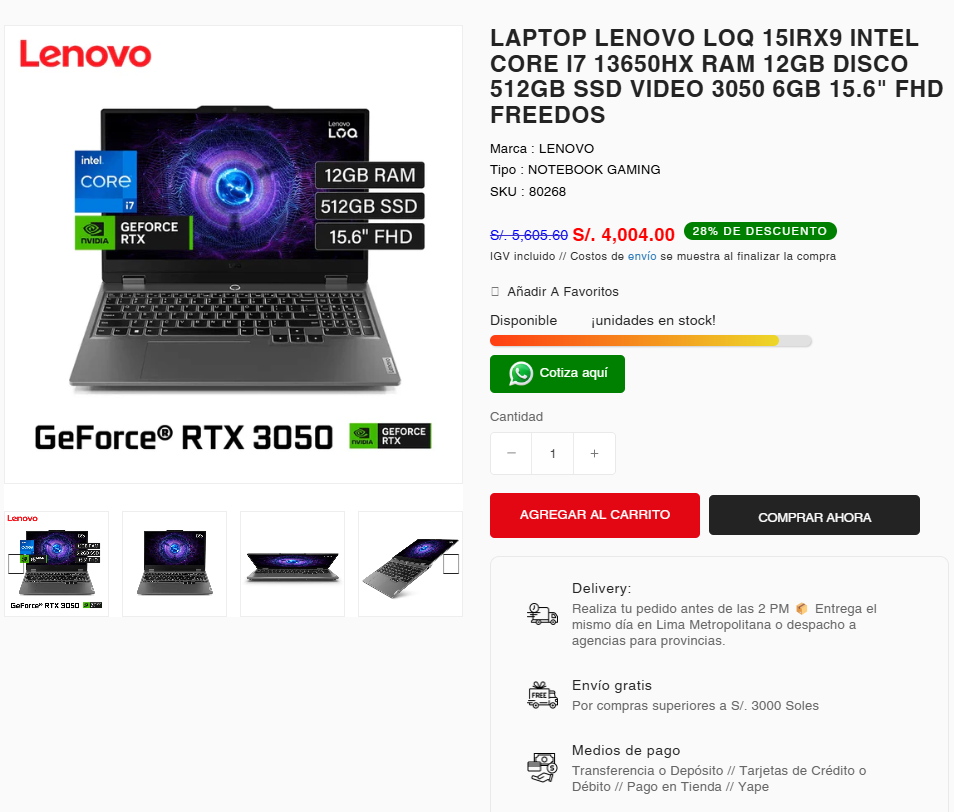 Lenovo
Lenovo
LOQ
intel
CORE
i7
NVIDIA
GEFORCE
RTX
12GB RAM
512GB SSD
15.6" FHD
Lenovo
GeForce® RTX 3050
NVIDIA
GEFORCE
RTX
Lenovo
GeForce® RTX 3050
LAPTOP LENOVO LOQ 15IRX9 INTEL
CORE I7 13650HX RAM 12GB DISCO
512GB SSD VIDEO 3050 6GB 15.6" FHD
FREEDOS
Marca : LENOVO
Tipo : NOTEBOOK GAMING
SKU : 80268
S/. 5,605.60 S/. 4,004.00 28% DE DESCUENTO
IGV incluido // Costos de envío se muestra al finalizar la compra
Añadir A Favoritos
Disponible ¡unidades en stock!
Cotiza aquí
Cantidad
− 1 +
AGREGAR AL CARRITO
COMPRAR AHORA
Delivery:
Realiza tu pedido antes de las 2 PM 📦 Entrega el
mismo día en Lima Metropolitana o despacho a
agencias para provincias.
FREE
Envío gratis
Por compras superiores a S/. 3000 Soles
Medios de pago
Transferencia o Depósito // Tarjetas de Crédito o
Débito // Pago en Tienda // Yape